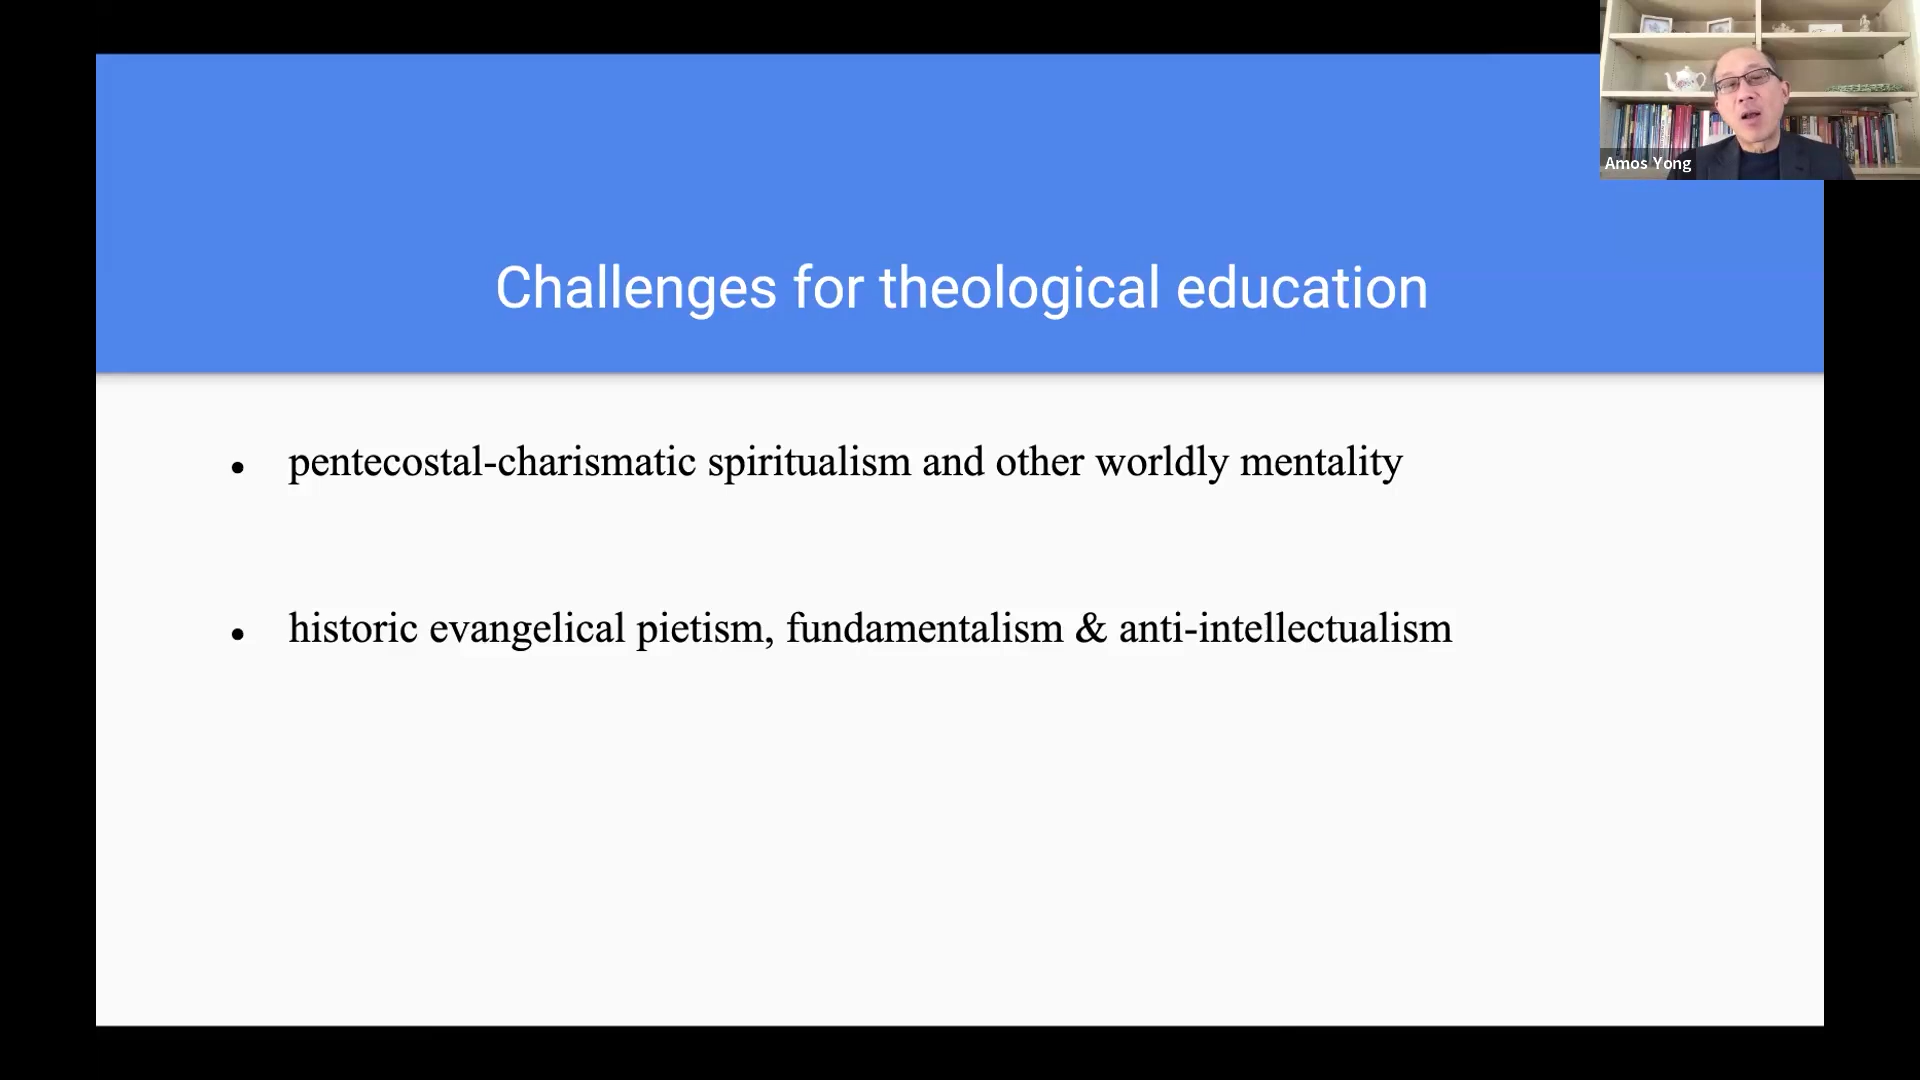 Amos Yong
Challenges for theological education
• pentecostal-charismatic spiritualism and other worldly mentality
• historic evangelical pietism, fundamentalism & anti-intellectualism